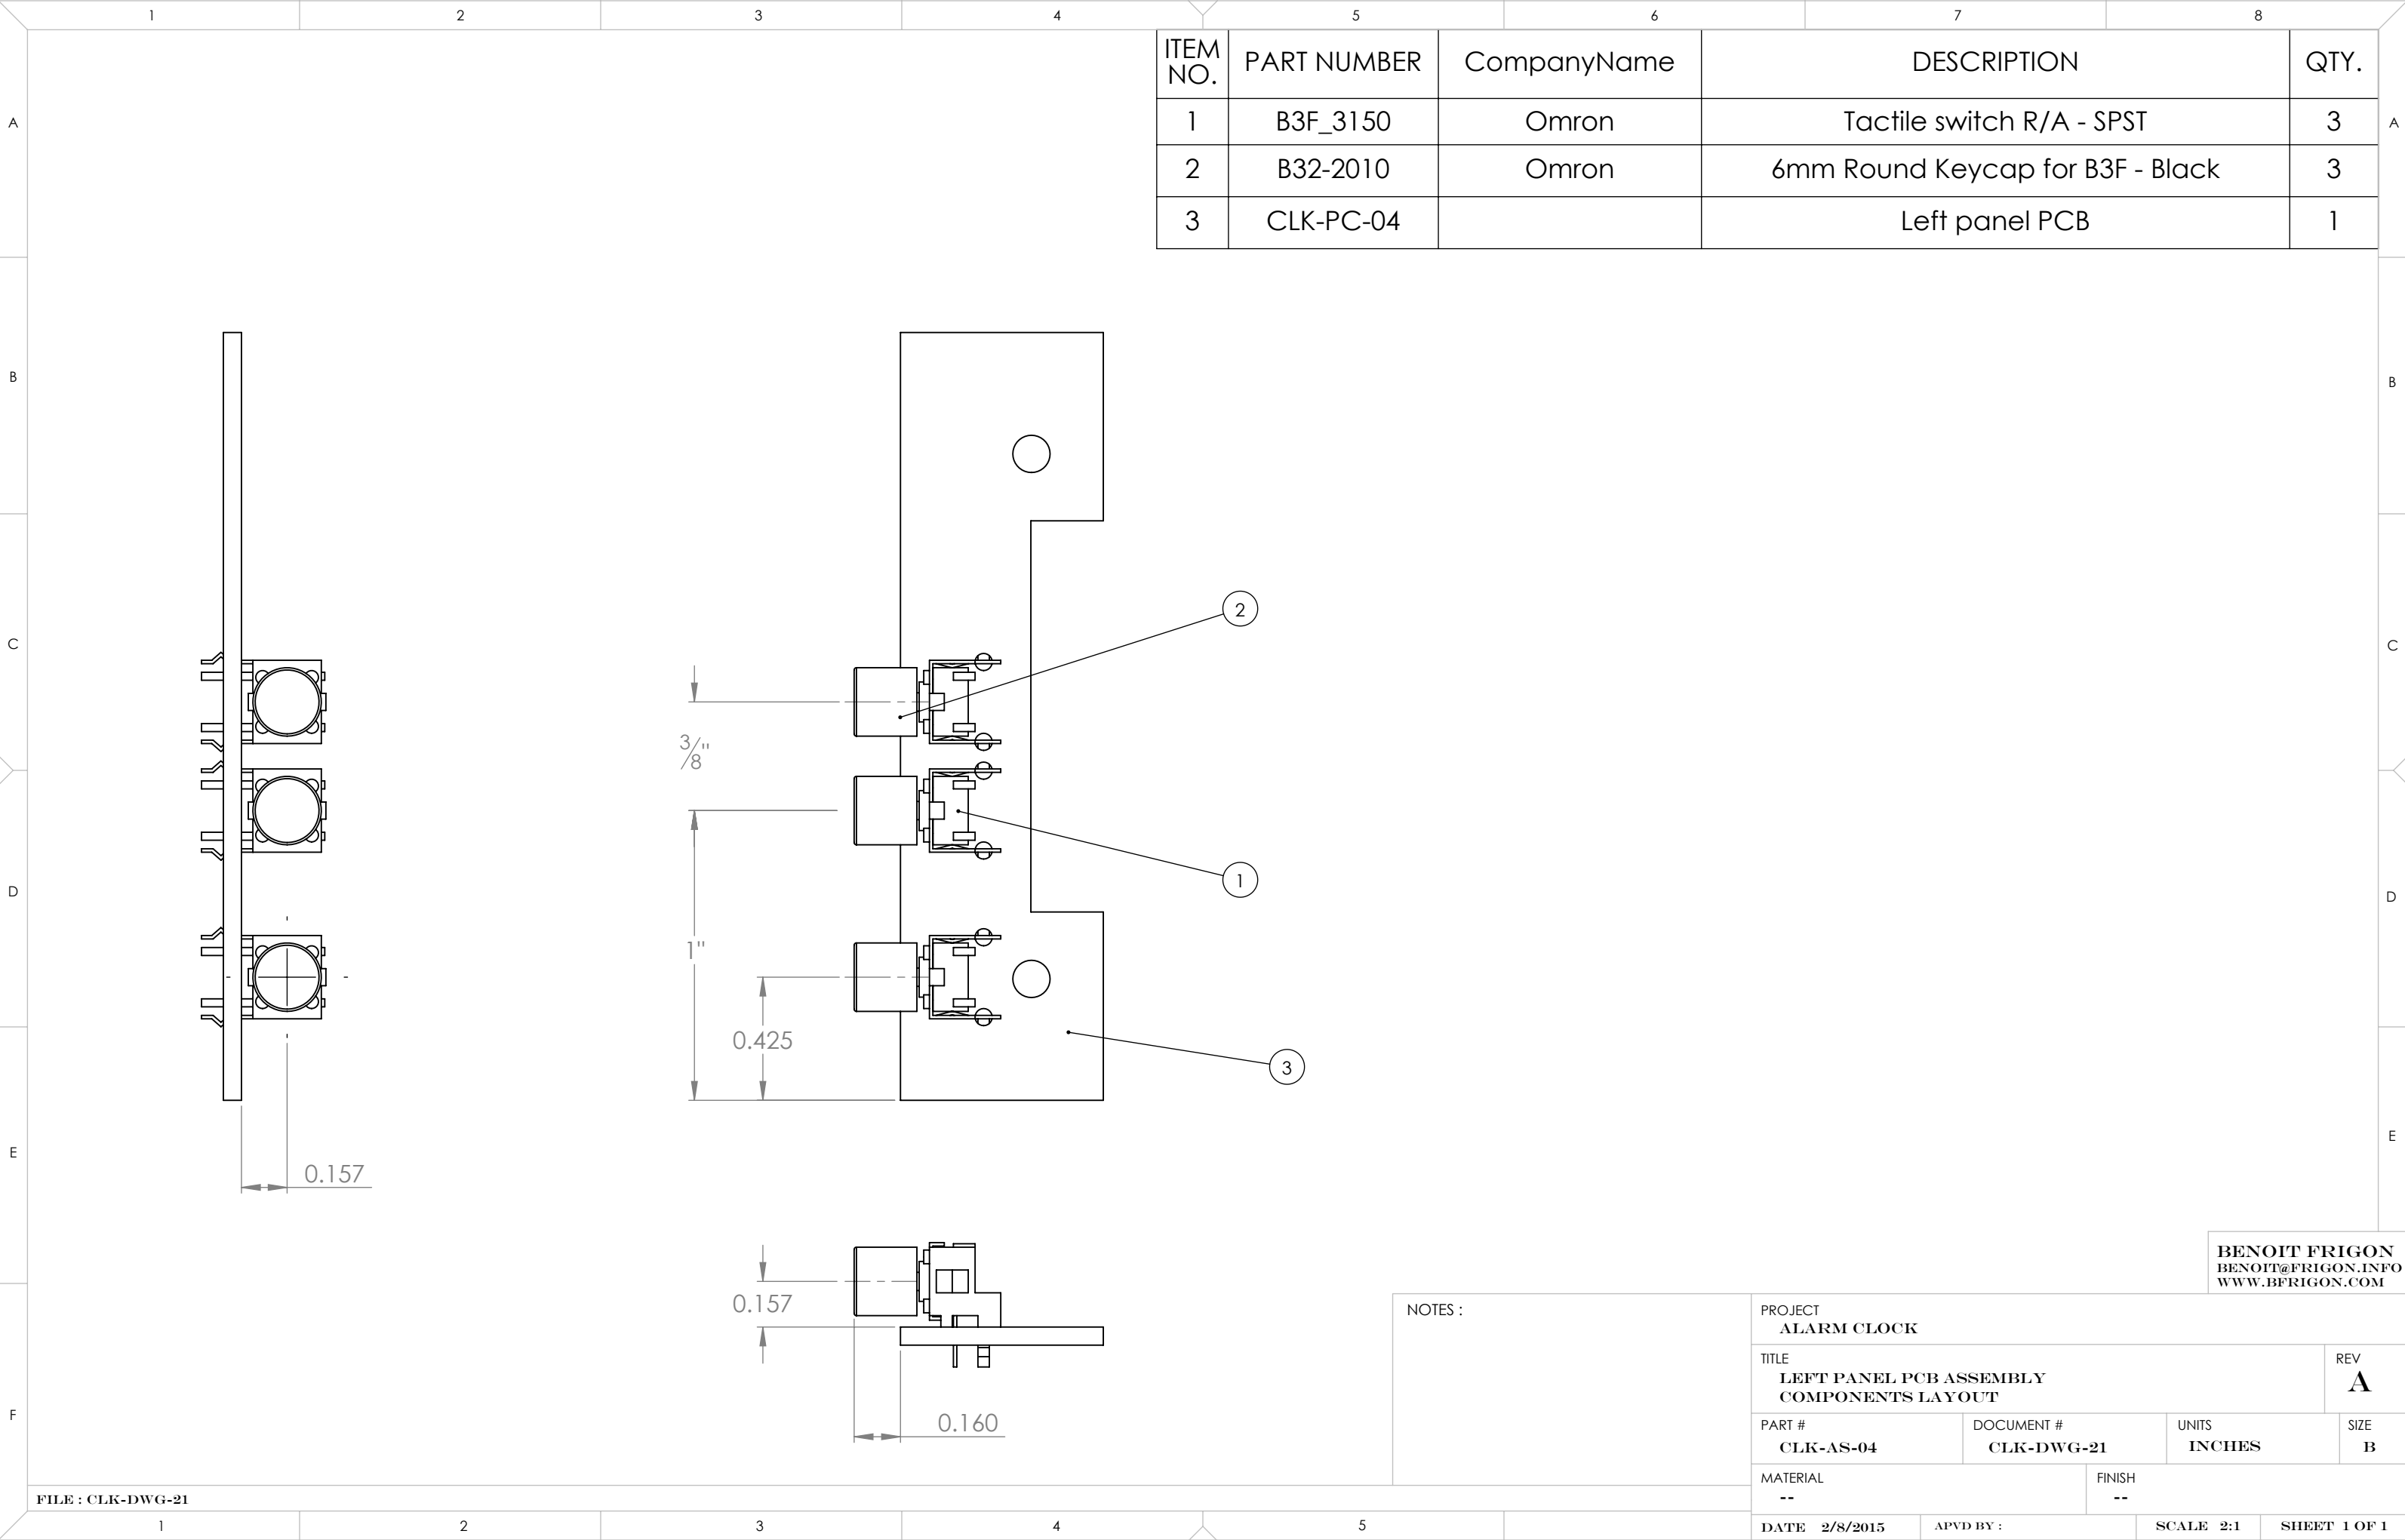 1 2 3 4 5 6 7 8
ITEM NO. PART NUMBER CompanyName DESCRIPTION QTY.
1 B3F_3150 Omron Tactile switch R/A - SPST 3
2 B32-2010 Omron 6mm Round Keycap for B3F - Black 3
3 CLK-PC-04 Left panel PCB 1
A A
B B
C C
D D
E E
F
2
1
3
3/8"
1"
0.425
0.157
0.157
0.160
BENOIT FRIGON
BENOIT@FRIGON.INFO
WWW.BFRIGON.COM
NOTES :
PROJECT
ALARM CLOCK
TITLE
LEFT PANEL PCB ASSEMBLY
COMPONENTS LAYOUT
REV
A
PART #
CLK-AS-04
DOCUMENT #
CLK-DWG-21
UNITS
INCHES
SIZE
B
MATERIAL
--
FINISH
--
DATE 2/8/2015 APVD BY : SCALE 2:1 SHEET 1 OF 1
FILE : CLK-DWG-21
1 2 3 4 5